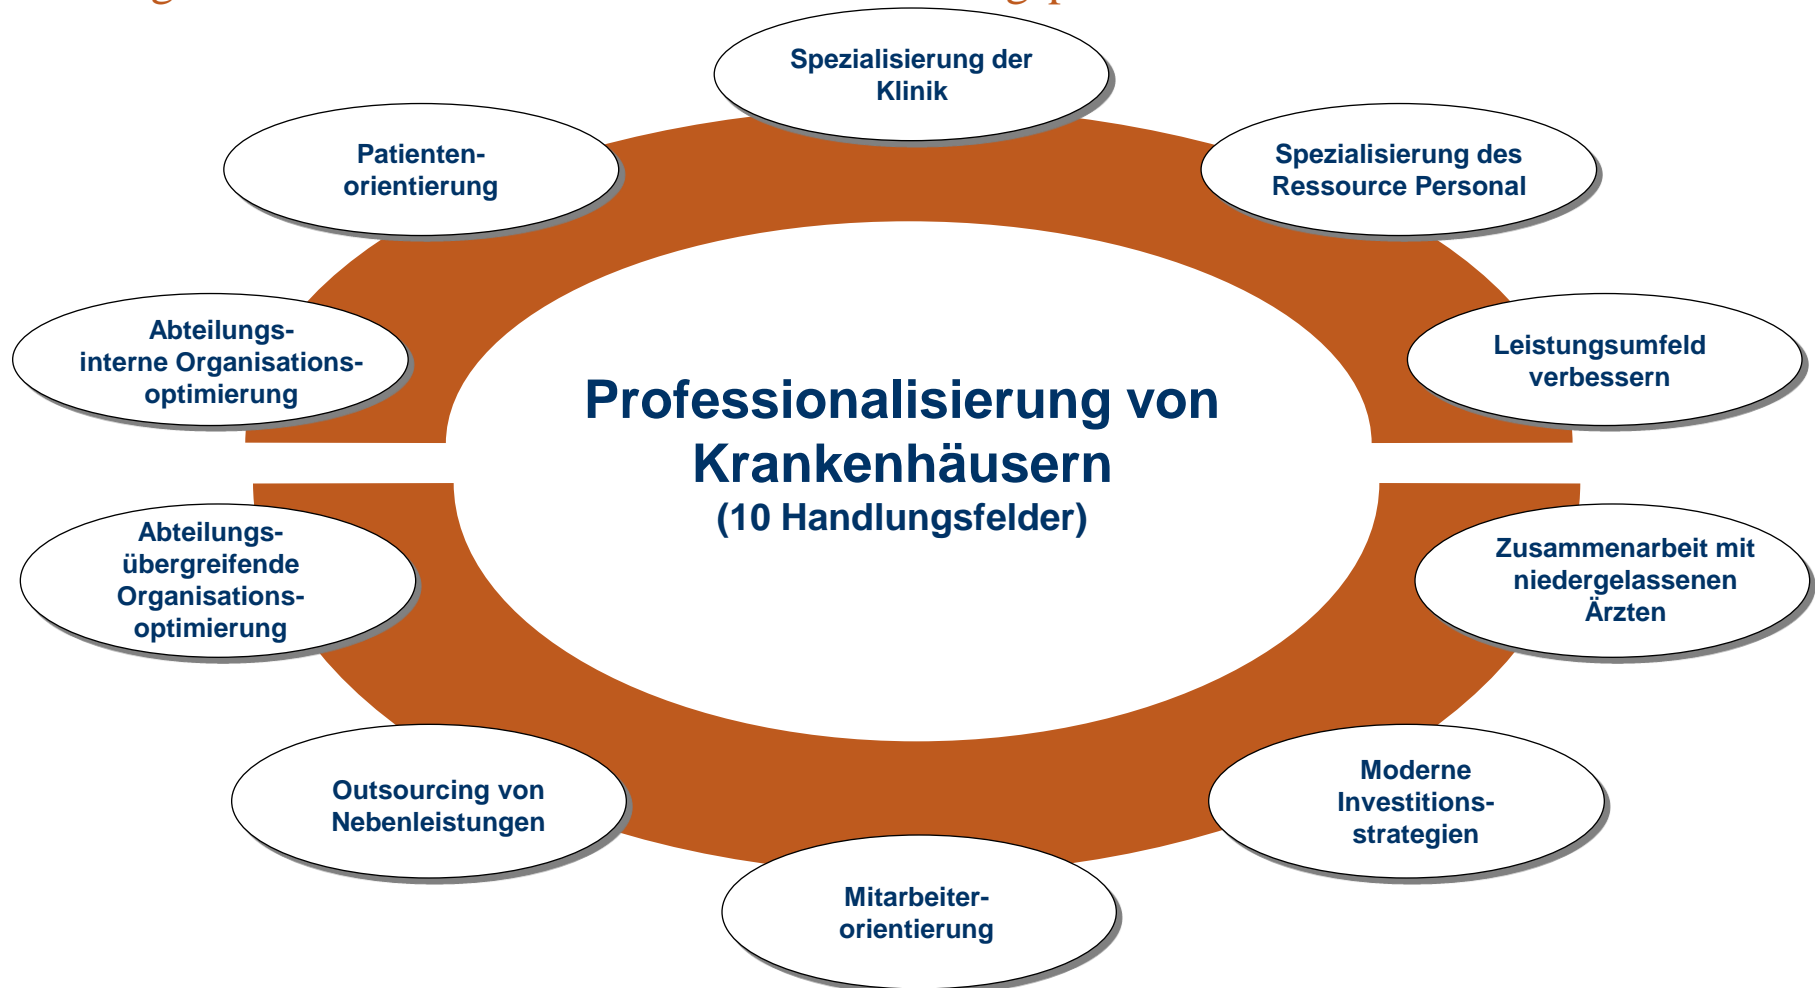 Spezialisierung der
Klinik
Spezialisierung des
Ressource Personal
Leistungsumfeld
verbessern
Zusammenarbeit mit
niedergelassenen
Ärzten
Moderne
Investitions-
strategien
Mitarbeiter-
orientierung
Outsourcing von
Nebenleistungen
Abteilungs-
übergreifende
Organisations-
optimierung
Abteilungs-
interne Organisations-
optimierung
Patienten-
orientierung
Professionalisierung von
Krankenhäusern
(10 Handlungsfelder)